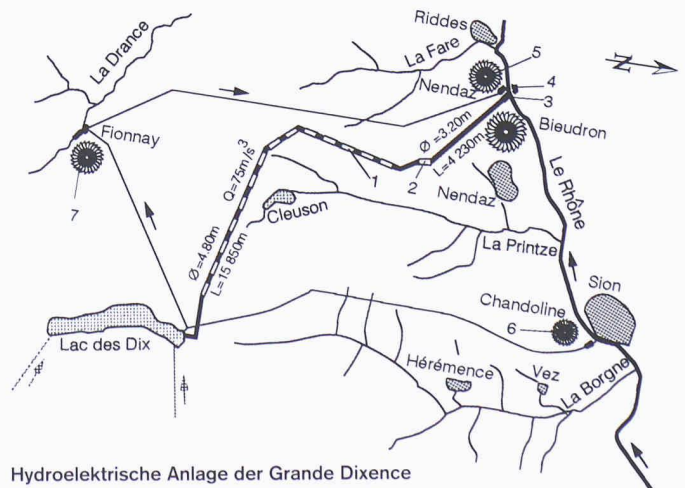 Riddes
La Drance
La Fare
5
4
Nendaz
3
N
Ø =3.20m
L=4 230m
Bieudron
Fionnay
7
Q=75m/s³
1
2
Le Rhône
Nendaz
Cleuson
Ø =4.80m
L=15 850m
La Printze
Sion
Chandoline
6
Lac des Dix
Hérémence
Vez
La Borgne
Hydroelektrische Anlage der Grande Dixence